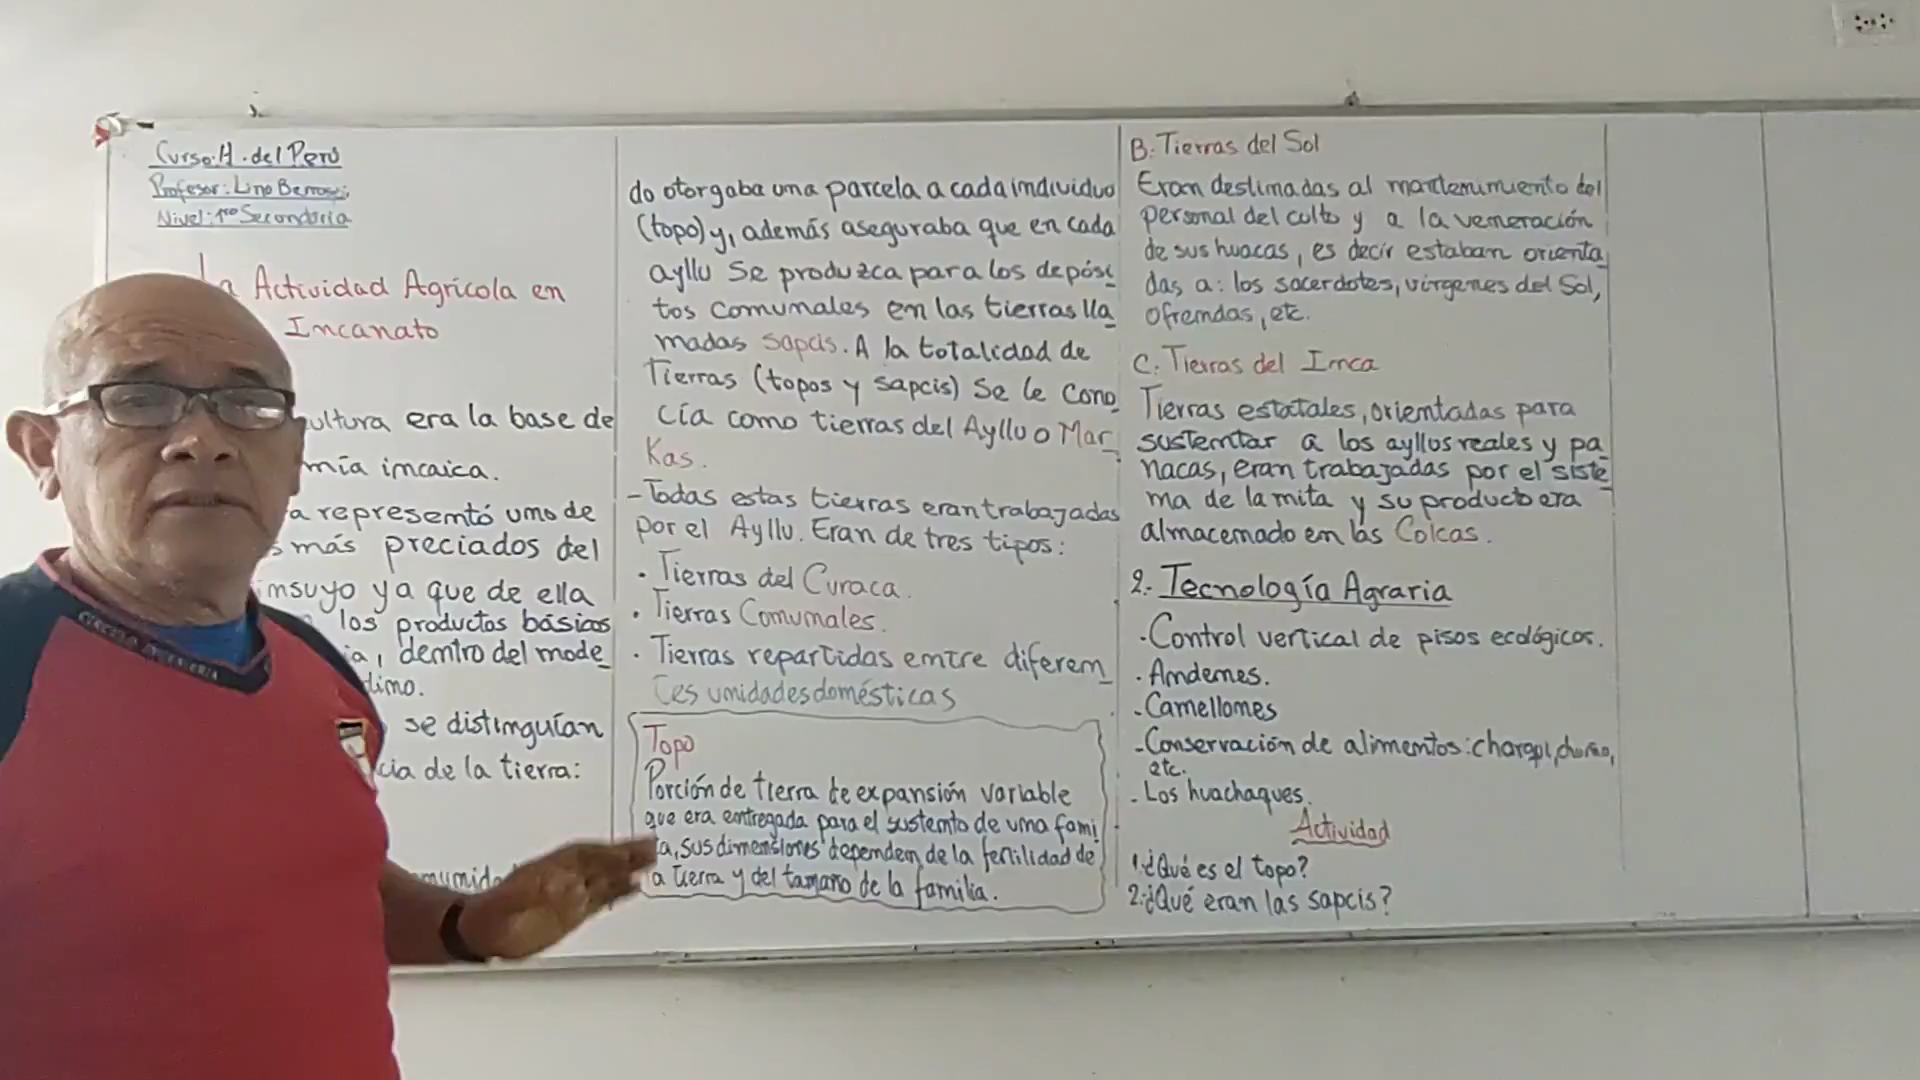 Curso: H. del Perú
Profesor: Lino
Nivel: 1ro Secundaria
La Actividad Agrícola en
Incanato
ultura era la base de
mía incaica.
a representó uno de
s más preciados del
insuyo ya que de ella
los productos básicos
ia, dentro del mode
dino.
se distinguían
cia de la tierra:
do otorgaba una parcela a cada individuo
(topo) y, además aseguraba que en cada
ayllu se produzca para los depósi
tos comunales en las tierras lla
madas sapcis. A la totalidad de
Tierras (topos y sapcis) se le cono
cía como tierras del Ayllu o Mar
Kas.
- Todas estas tierras eran trabajadas
por el Ayllu. Eran de tres tipos:
· Tierras del Curaca.
· Tierras Comunales.
· Tierras repartidas entre diferen
tes unidades domésticas
Topo
Porción de tierra de expansión variable
que era entregada para el sustento de una fami
ia, sus dimensiones dependen de la fertilidad de
la tierra y del tamaño de la familia.
B. Tierras del Sol
Eran destinadas al mantenimiento del
personal del culto y a la veneración
de sus huacas, es decir estaban orienta
das a: los sacerdotes, vírgenes del Sol,
ofrendas, etc.
C. Tierras del Inca
Tierras estatales, orientadas para
sustentar a los ayllus reales y pa
nacas, eran trabajadas por el siste
ma de la mita y su producto era
almacenado en las Colcas.
2. Tecnología Agraria
· Control vertical de pisos ecológicos.
· Andenes.
- Camellones
- Conservación de alimentos: charqui, chuño,
etc.
- Los huachaques.
Actividad
1. ¿Qué es el topo?
2. ¿Qué eran las sapcis?